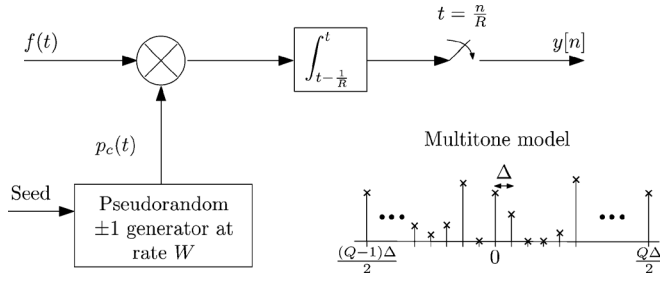 t = n/R
f(t)
∫_{t-1/R}^{t}
y[n]
p_c(t)
Seed
Pseudorandom
±1 generator at
rate W
Multitone model
Δ
•••
•••
(Q−1)Δ/2
0
QΔ/2